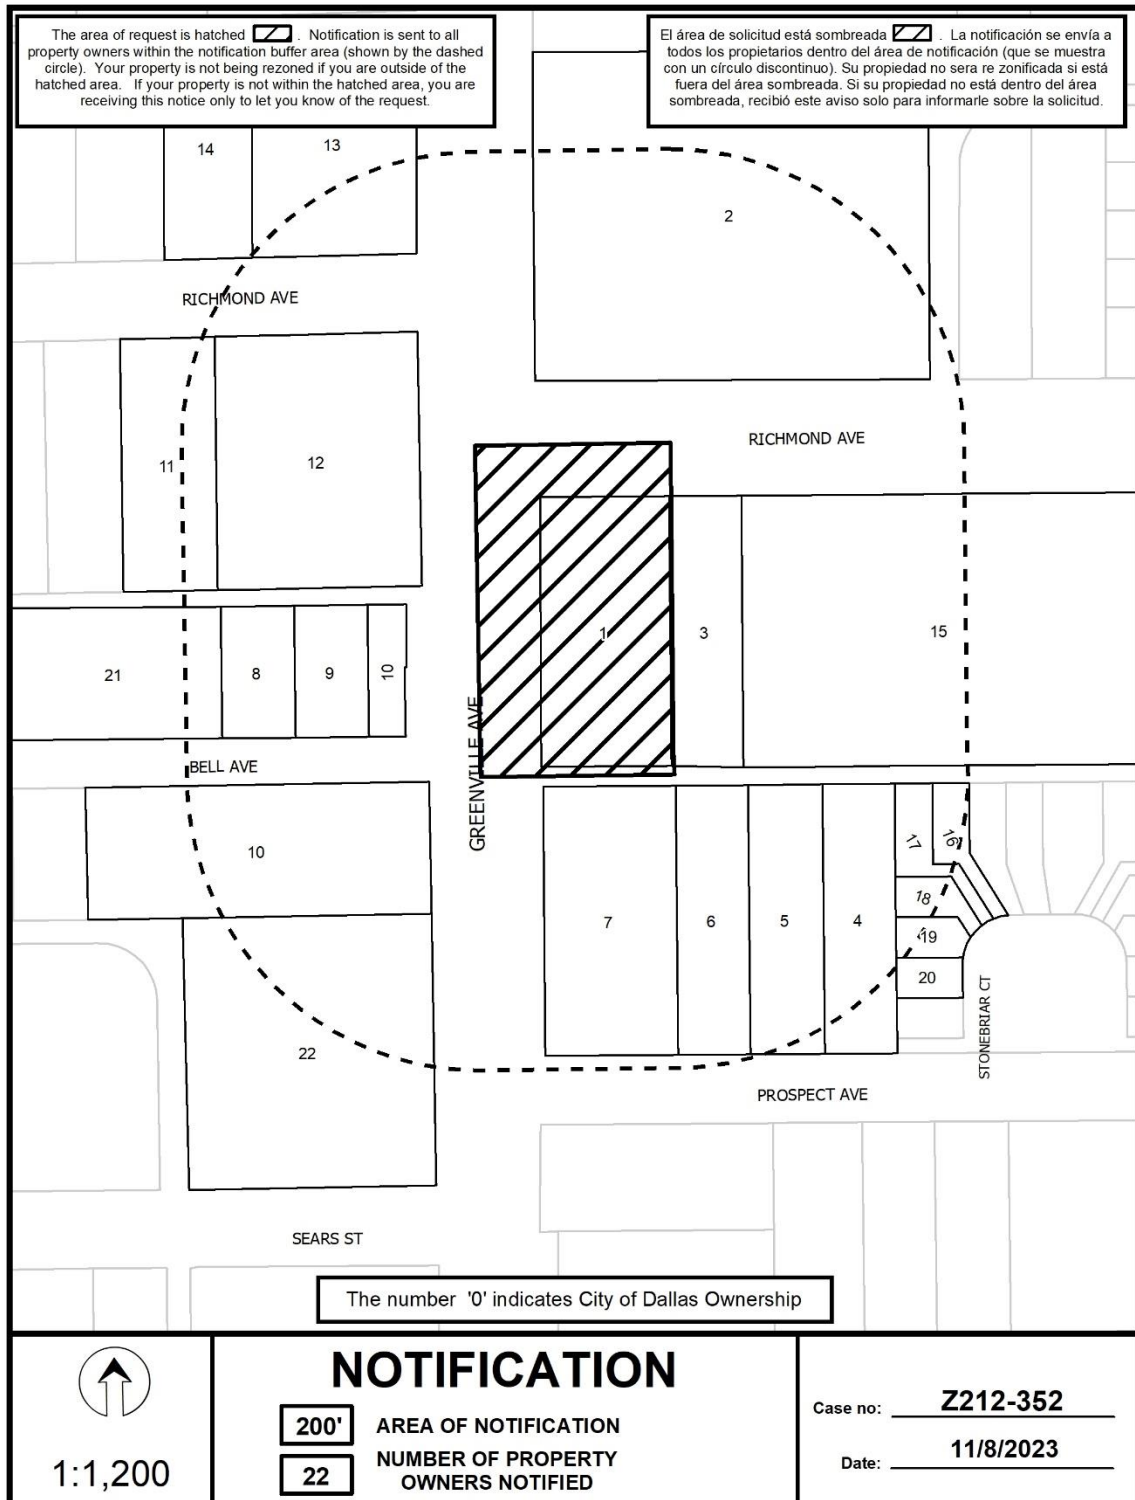 The area of request is hatched . Notification is sent to all
property owners within the notification buffer area (shown by the dashed
circle). Your property is not being rezoned if you are outside of the
hatched area. If your property is not within the hatched area, you are
receiving this notice only to let you know of the request.
El área de solicitud está sombreada . La notificación se envía a
todos los propietarios dentro del área de notificación (que se muestra
con un círculo discontinuo). Su propiedad no sera re zonificada si está
fuera del área sombreada. Si su propiedad no está dentro del área
sombreada, recibió este aviso solo para informarle sobre la solicitud.
14
13
2
RICHMOND AVE
RICHMOND AVE
11
12
1
3
15
21
8
9
10
GREENVILLE AVE
BELL AVE
10
7
6
5
4
17
16
18
19
20
22
STONEBRIAR CT
PROSPECT AVE
SEARS ST
The number '0' indicates City of Dallas Ownership
1:1,200
NOTIFICATION
200' AREA OF NOTIFICATION
22 NUMBER OF PROPERTY
OWNERS NOTIFIED
Case no: Z212-352
Date: 11/8/2023